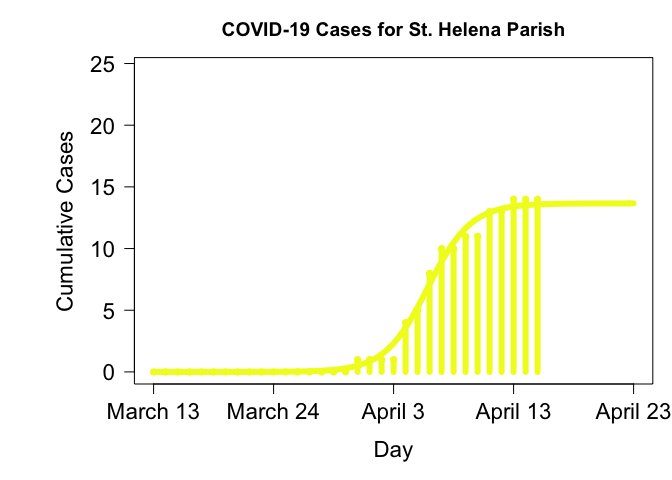 COVID-19 Cases for St. Helena Parish
25
20
15
10
5
0
Cumulative Cases
March 13 March 24 April 3 April 13 April 23
Day